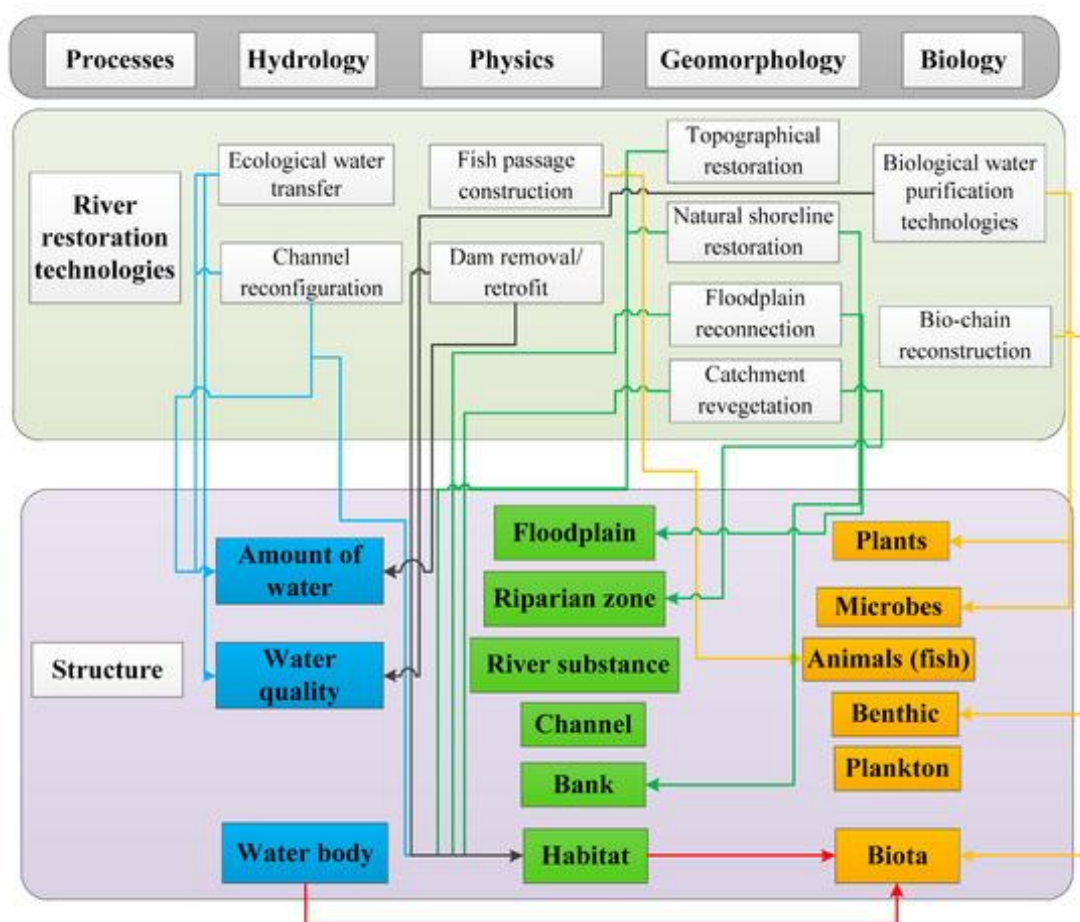 Processes
Hydrology
Physics
Geomorphology
Biology
River
restoration
technologies
Ecological water
transfer
Channel
reconfiguration
Fish passage
construction
Dam removal/
retrofit
Topographical
restoration
Natural shoreline
restoration
Floodplain
reconnection
Catchment
revegetation
Biological water
purification
technologies
Bio-chain
reconstruction
Structure
Amount of
water
Water
quality
Water body
Floodplain
Riparian zone
River substance
Channel
Bank
Habitat
Plants
Microbes
Animals (fish)
Benthic
Plankton
Biota